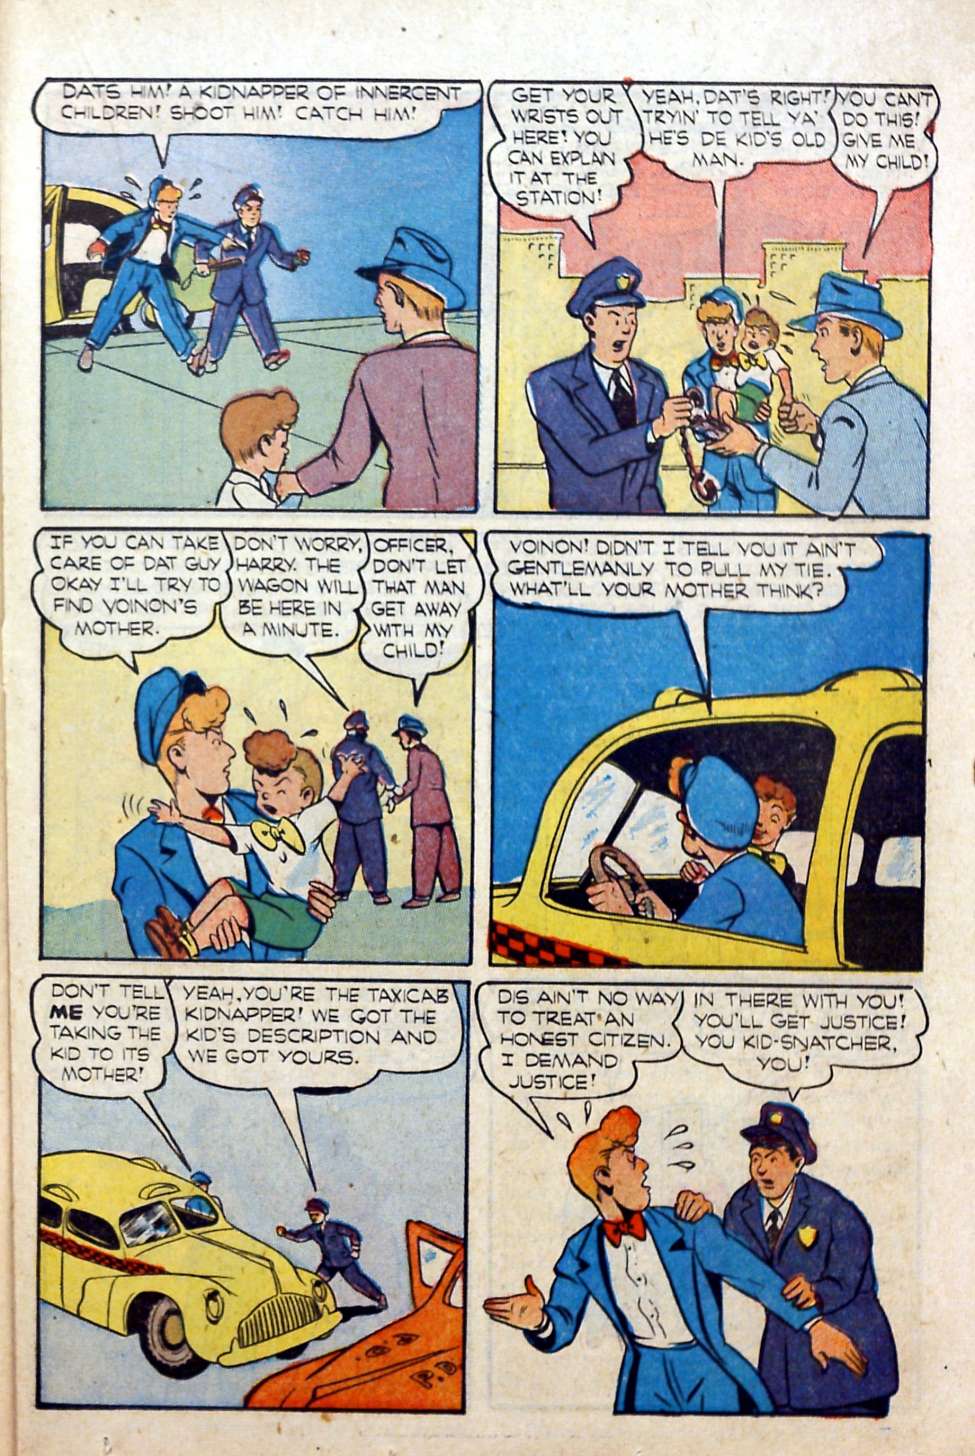 DATS HIM! A KIDNAPPER OF INNERCENT
CHILDREN! SHOOT HIM! CATCH HIM!
GET YOUR
WRISTS OUT
HERE! YOU
CAN EXPLAIN
IT AT THE
STATION!
YEAH, DAT'S RIGHT!
TRYIN' TO TELL YA'
HE'S DE KID'S OLD
MAN.
YOU CAN'T
DO THIS!
GIVE ME
MY CHILD!
IF YOU CAN TAKE
CARE OF DAT GUY
OKAY I'LL TRY TO
FIND VOINON'S
MOTHER.
DON'T WORRY,
HARRY. THE
WAGON WILL
BE HERE IN
A MINUTE.
OFFICER,
DON'T LET
THAT MAN
GET AWAY
WITH MY
CHILD!
VOINON! DIDN'T I TELL YOU IT AIN'T
GENTLEMANLY TO PULL MY TIE.
WHAT'LL YOUR MOTHER THINK?
DON'T TELL
ME YOU'RE
TAKING THE
KID TO ITS
MOTHER!
YEAH, YOU'RE THE TAXICAB
KIDNAPPER! WE GOT THE
KID'S DESCRIPTION AND
WE GOT YOURS.
DIS AIN'T NO WAY
TO TREAT AN
HONEST CITIZEN.
I DEMAND
JUSTICE!
IN THERE WITH YOU!
YOU'LL GET JUSTICE!
YOU KID-SNATCHER,
YOU!